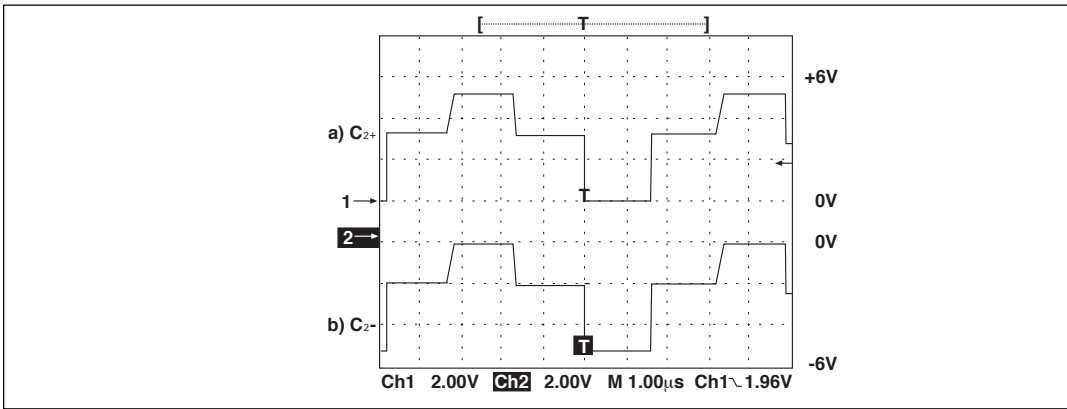 [ T ]
+6V
a) C2+
T
1
0V
2
0V
b) C2-
T
-6V
Ch1 2.00V Ch2 2.00V M 1.00µs Ch1 1.96V